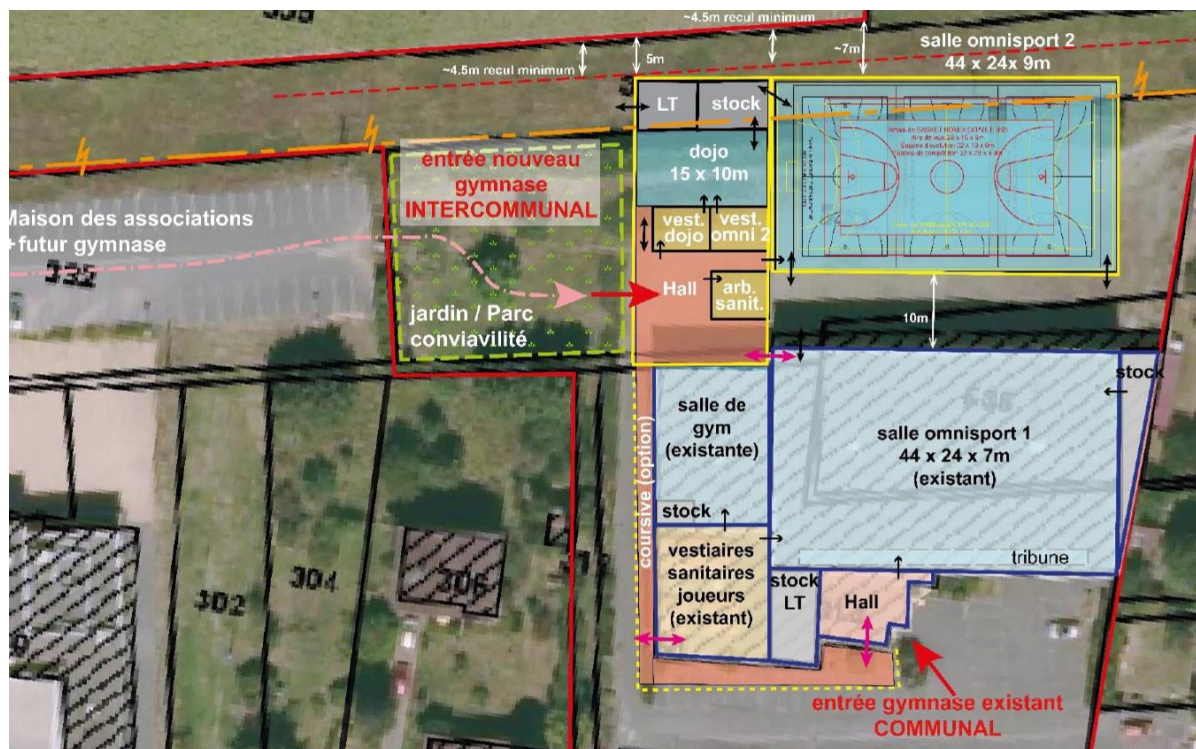 ~4.5m recul minimum
~4.5m recul minimum
5m
~7m
salle omnisport 2
44 x 24x 9m
LT
stock
entrée nouveau
gymnase
INTERCOMMUNAL
dojo
15 x 10m
Maison des associations
+futur gymnase
vest.
dojo
vest.
omni 2
Hall
arb.
sanit.
jardin / Parc
conviavilité
10m
stock
salle de
gym
(existante)
salle omnisport 1
44 x 24 x 7m
(existant)
coursive (option)
stock
vestiaires
sanitaires
joueurs
(existant)
tribune
stock
LT
Hall
302
304
306
entrée gymnase existant
COMMUNAL